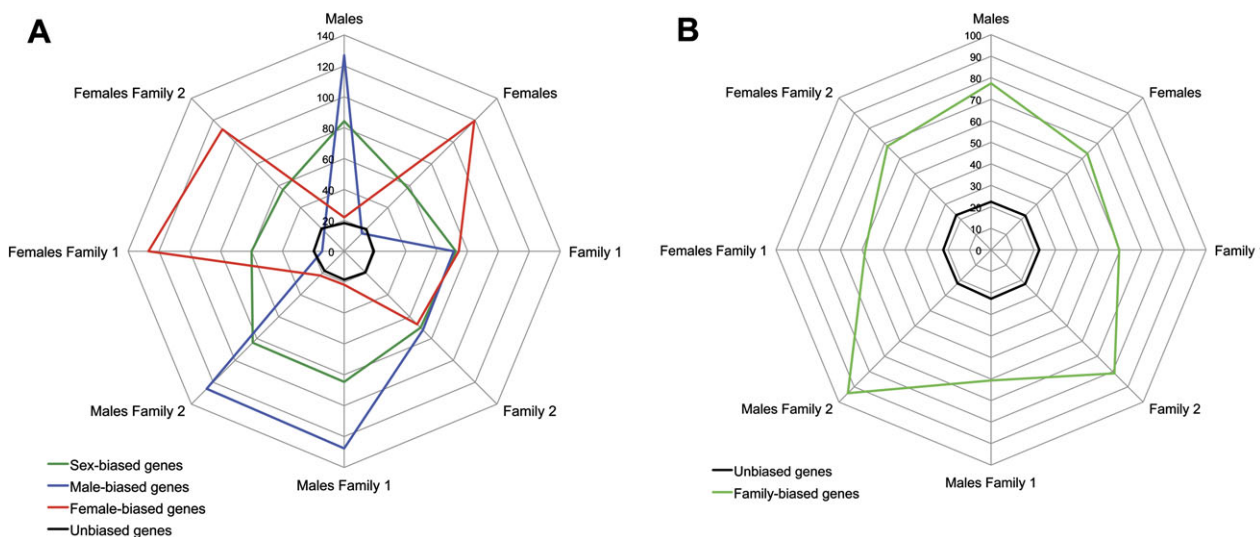 A
Males
140
120
100
80
60
40
20
0
Females
Family 1
Family 2
Males Family 1
Males Family 2
Females Family 1
Females Family 2
Sex-biased genes
Male-biased genes
Female-biased genes
Unbiased genes
B
Males
100
90
80
70
60
50
40
30
20
10
0
Females
Family
Family 2
Males Family 1
Males Family 2
Females Family 1
Females Family 2
Unbiased genes
Family-biased genes